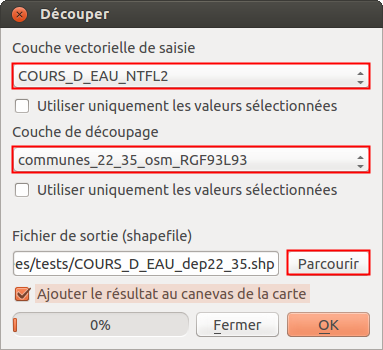 Découper
Couche vectorielle de saisie
COURS_D_EAU_NTFL2
Utiliser uniquement les valeurs sélectionnées
Couche de découpage
communes_22_35_osm_RGF93L93
Utiliser uniquement les valeurs sélectionnées
Fichier de sortie (shapefile)
es/tests/COURS_D_EAU_dep22_35.shp Parcourir
Ajouter le résultat au canevas de la carte
0% Fermer OK